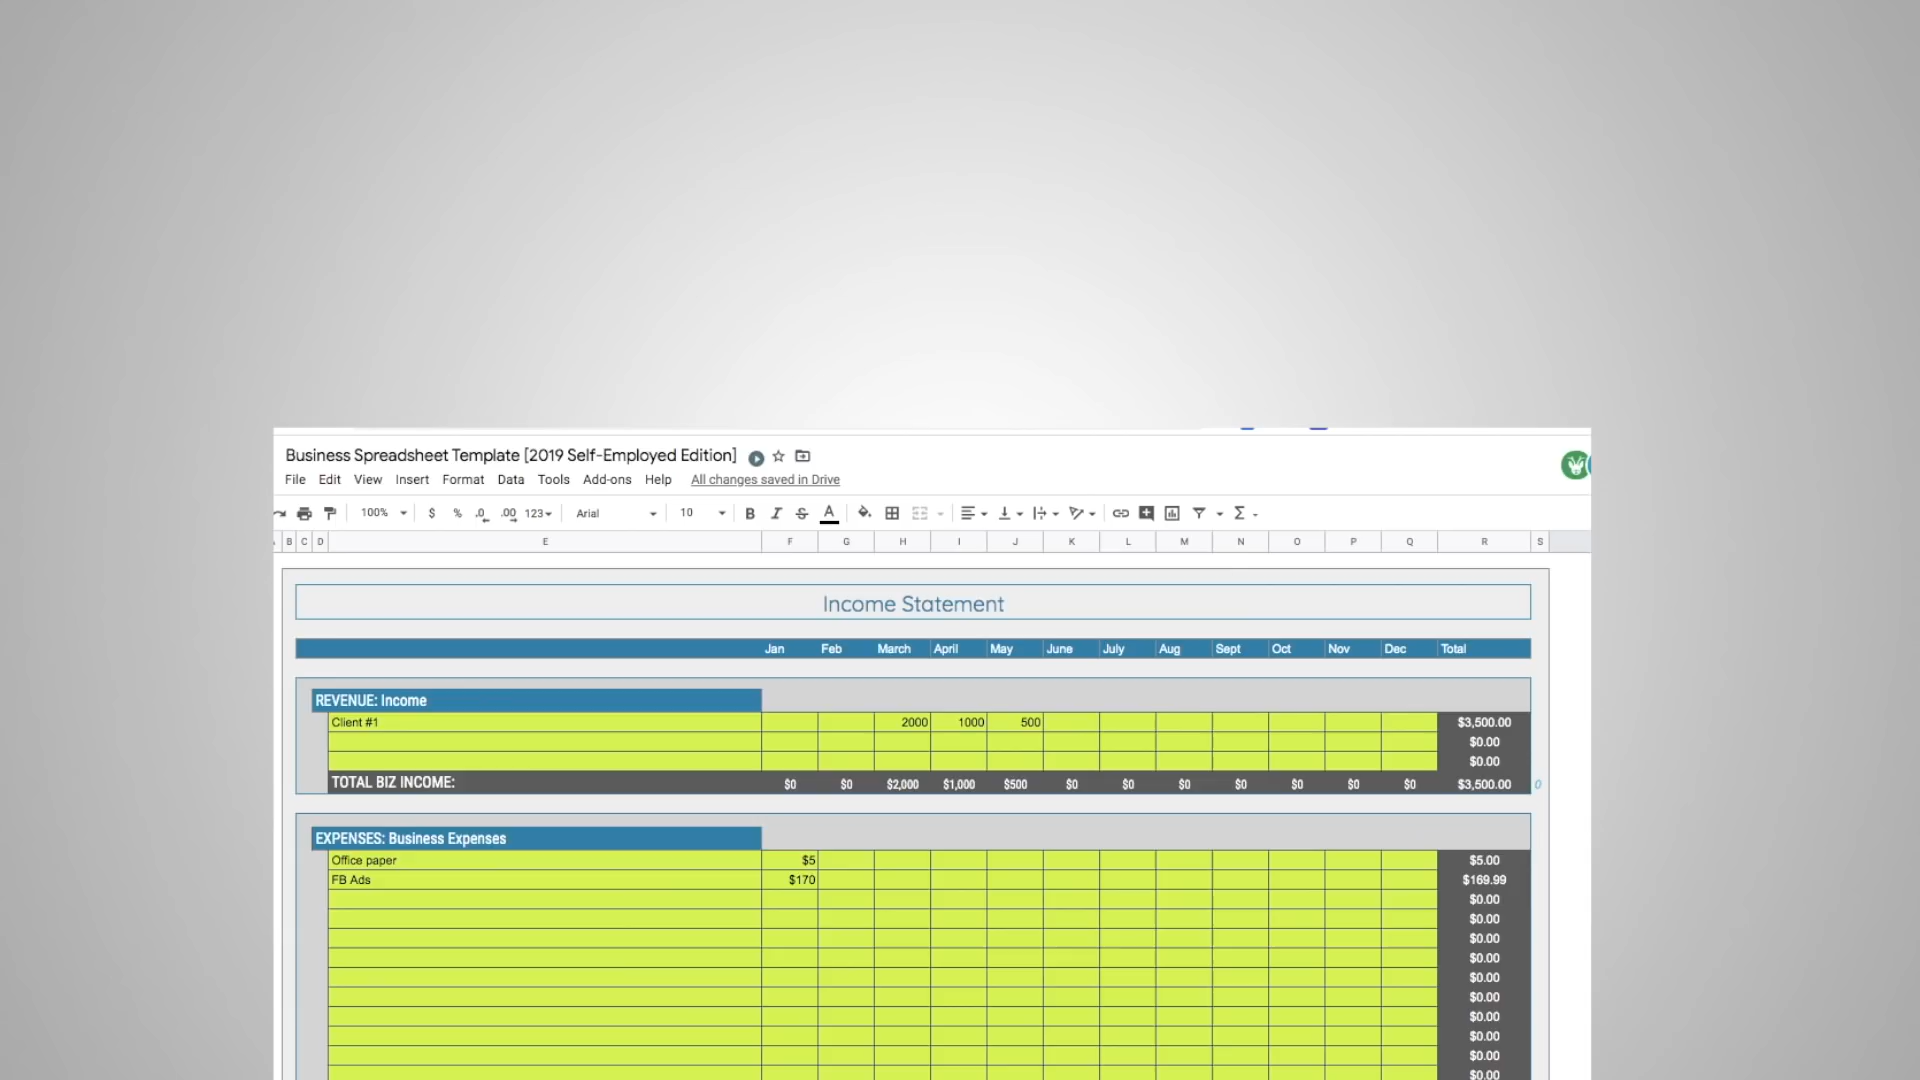 Business Spreadsheet Template [2019 Self-Employed Edition]
File Edit View Insert Format Data Tools Add-ons Help All changes saved in Drive
100% $ % .0 .00 123 Arial 10 B I S A
B C D E F G H I J K L M N O P Q R S
Income Statement
Jan Feb March April May June July Aug Sept Oct Nov Dec Total
REVENUE: Income
Client #1 2000 1000 500 $3,500.00
$0.00
$0.00
TOTAL BIZ INCOME: $0 $0 $2,000 $1,000 $500 $0 $0 $0 $0 $0 $0 $0 $3,500.00 0
EXPENSES: Business Expenses
Office paper $5 $5.00
FB Ads $170 $169.99
$0.00
$0.00
$0.00
$0.00
$0.00
$0.00
$0.00
$0.00
$0.00
$0.00